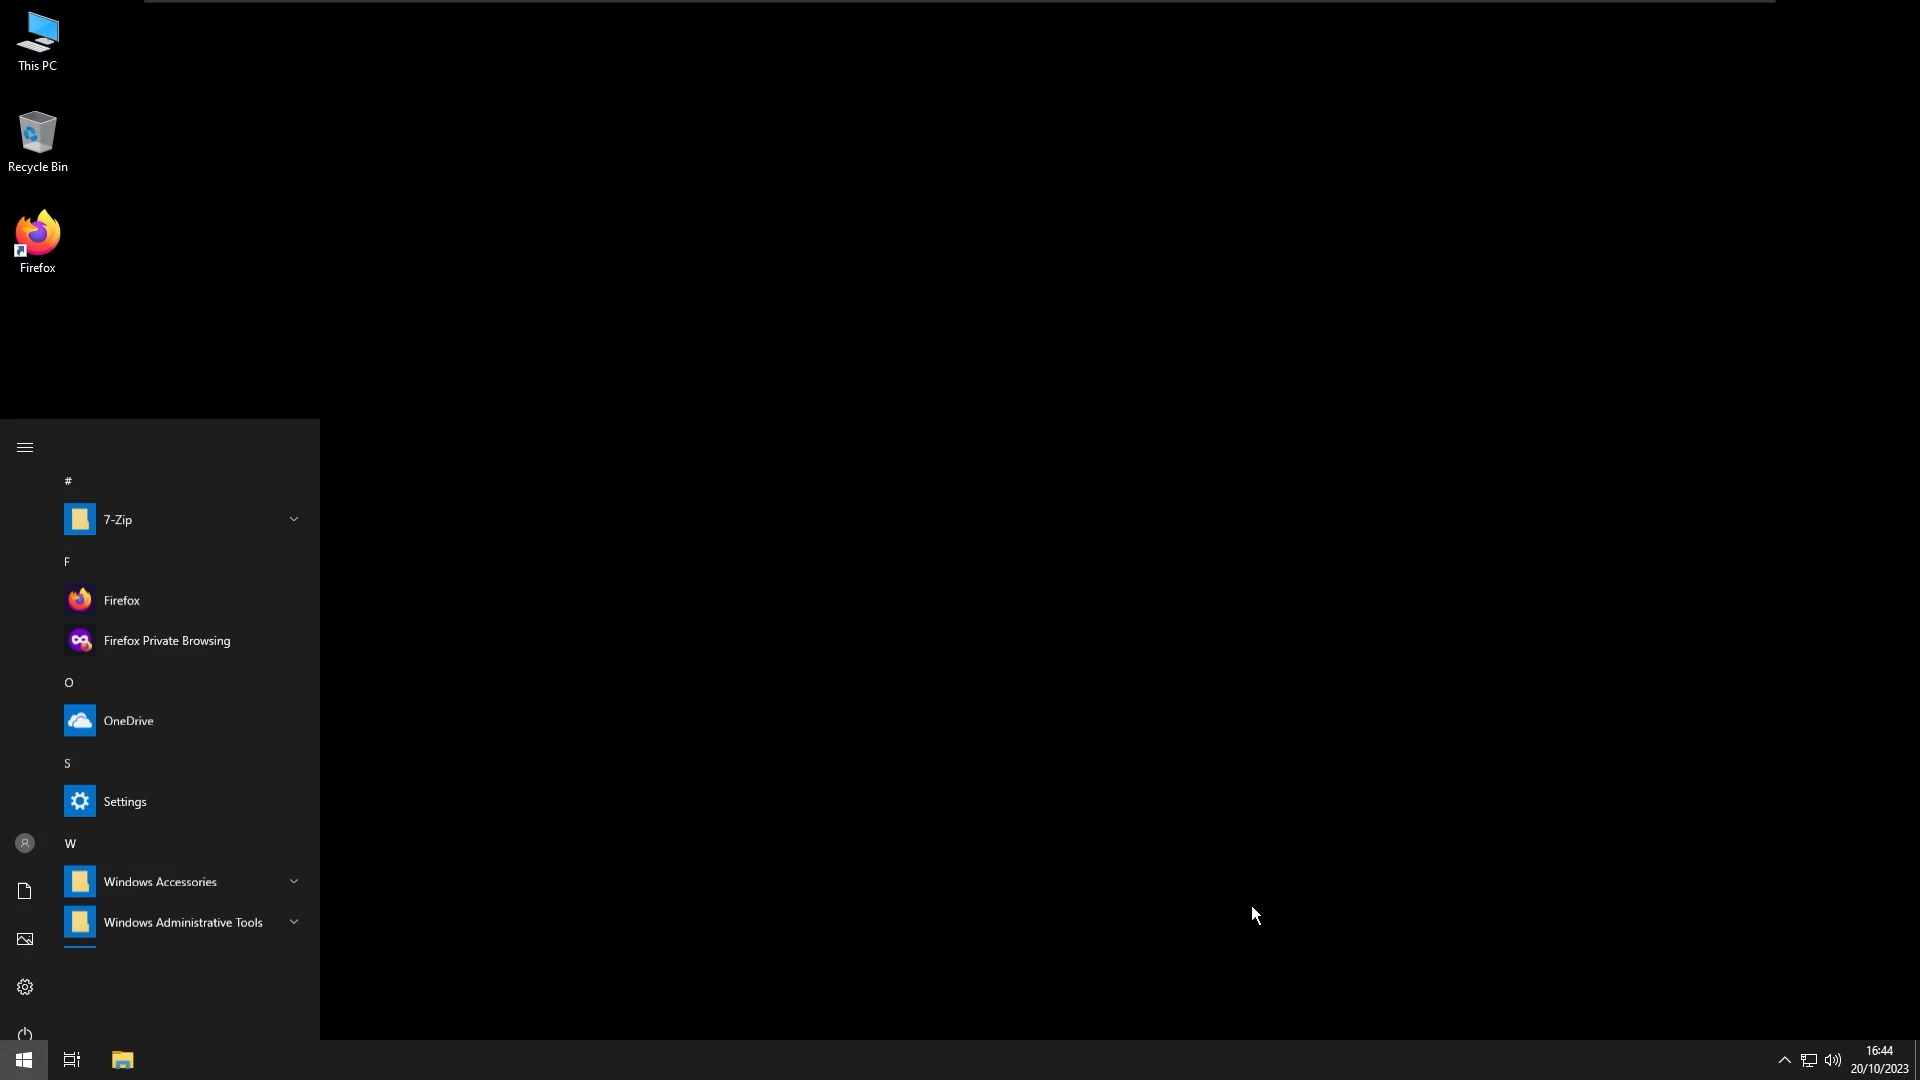 This PC
Recycle Bin
Firefox
#
7-Zip
F
Firefox
Firefox Private Browsing
O
OneDrive
S
Settings
W
Windows Accessories
Windows Administrative Tools
16:44
20/10/2023